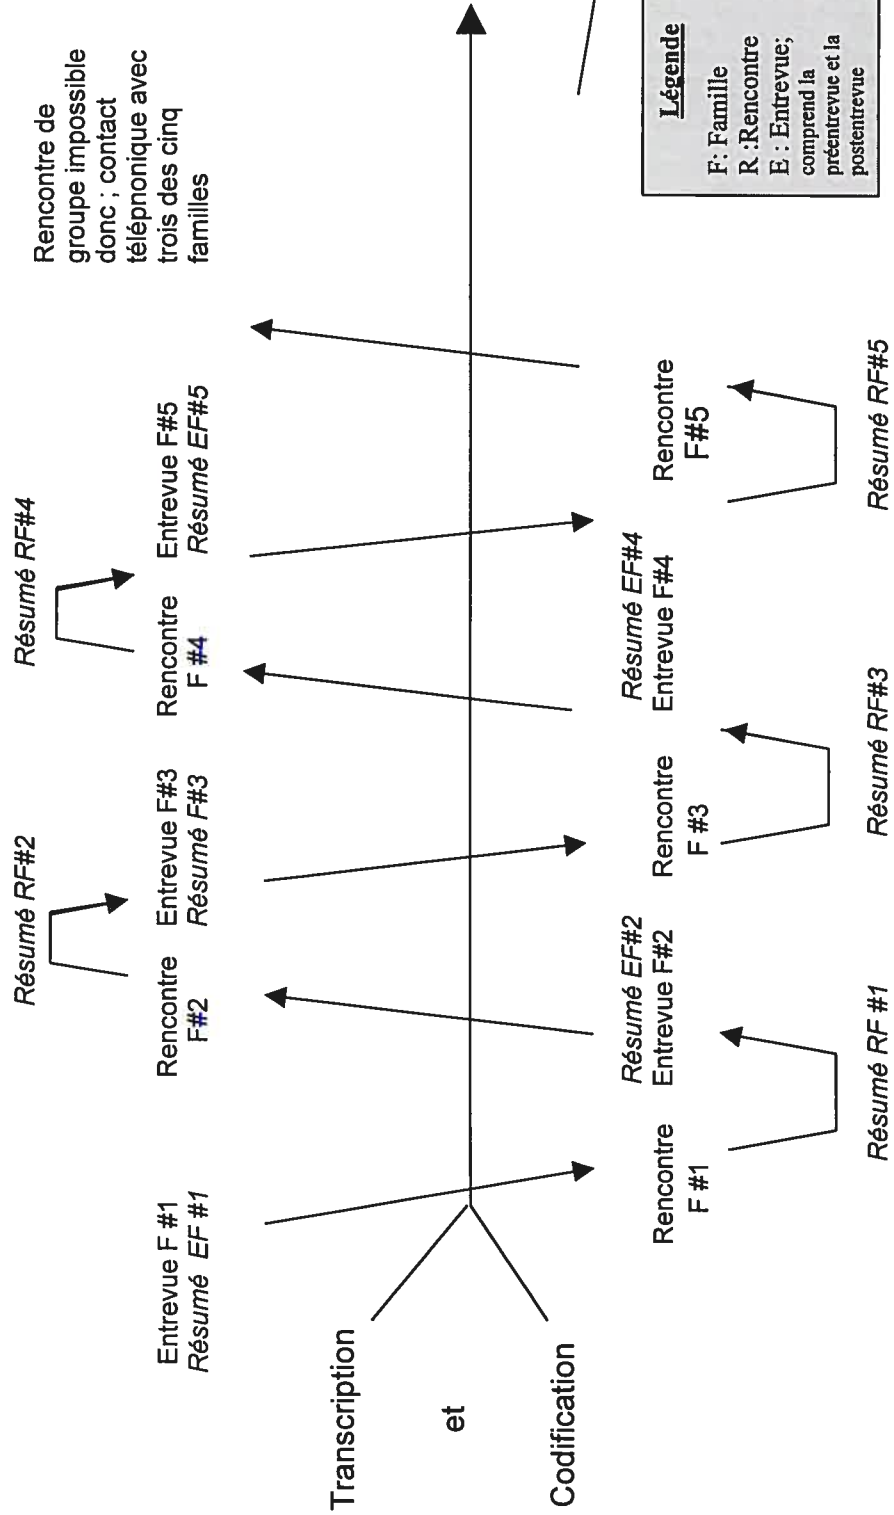 Résumé RF#2
Résumé RF#4
Rencontre de
groupe impossible
donc ; contact
télépnonique avec
trois des cinq
familles
Entrevue F #1
Résumé EF #1
Rencontre
F#2
Entrevue F#3
Résumé F#3
Rencontre
F #4
Entrevue F#5
Résumé EF#5
Transcription
et
Codification
Rencontre
F #1
Résumé EF#2
Entrevue F#2
Rencontre
F #3
Résumé EF#4
Entrevue F#4
Rencontre
F#5
Résumé RF #1
Résumé RF#3
Résumé RF#5
Légende
F: Famille
R :Rencontre
E : Entrevue;
comprend la
préentrevue et la
postentrevue